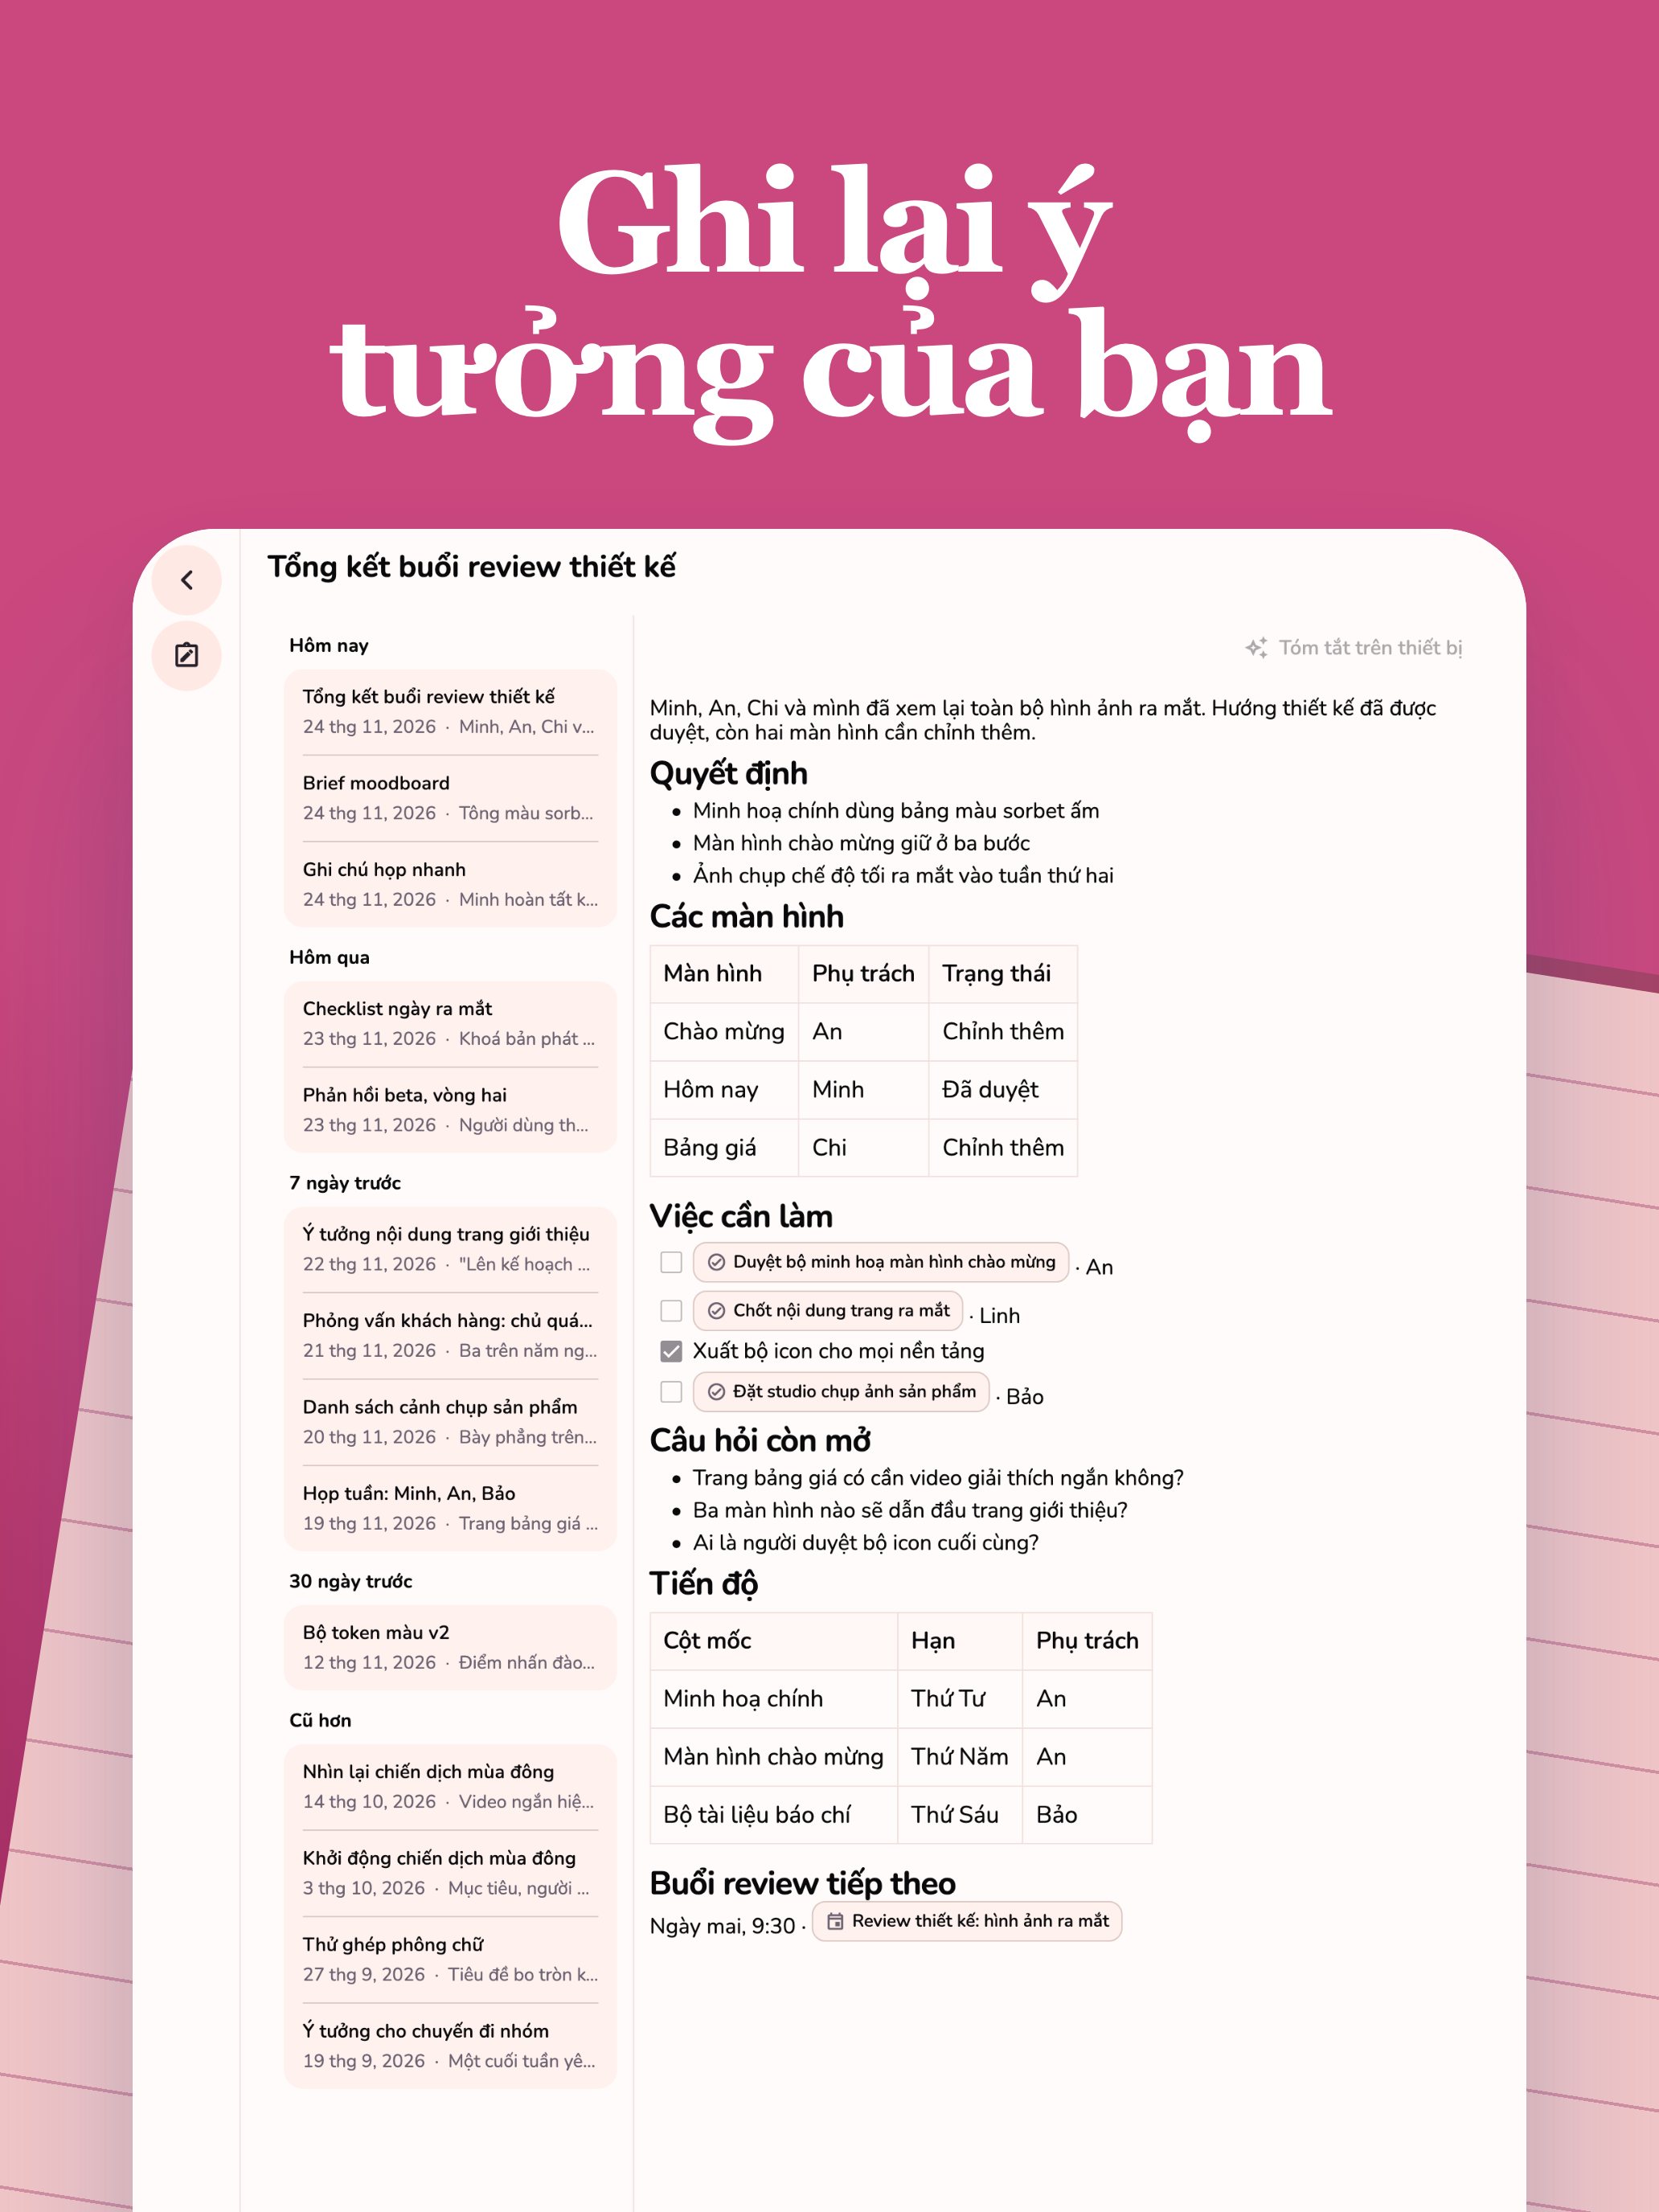 Ghi lại ý
tưởng của bạn
Tổng kết buổi review thiết kế
Hôm nay
Tổng kết buổi review thiết kế
24 thg 11, 2026 · Minh, An, Chi v...
Brief moodboard
24 thg 11, 2026 · Tông màu sorb...
Ghi chú họp nhanh
24 thg 11, 2026 · Minh hoàn tất k...
Hôm qua
Checklist ngày ra mắt
23 thg 11, 2026 · Khoá bản phát ...
Phản hồi beta, vòng hai
23 thg 11, 2026 · Người dùng th...
7 ngày trước
Ý tưởng nội dung trang giới thiệu
22 thg 11, 2026 · "Lên kế hoạch ...
Phỏng vấn khách hàng: chủ quá...
21 thg 11, 2026 · Ba trên năm ng...
Danh sách cảnh chụp sản phẩm
20 thg 11, 2026 · Bày phẳng trên...
Họp tuần: Minh, An, Bảo
19 thg 11, 2026 · Trang bảng giá ...
30 ngày trước
Bộ token màu v2
12 thg 11, 2026 · Điểm nhấn đào...
Cũ hơn
Nhìn lại chiến dịch mùa đông
14 thg 10, 2026 · Video ngắn hiệ...
Khởi động chiến dịch mùa đông
3 thg 10, 2026 · Mục tiêu, người ...
Thử ghép phông chữ
27 thg 9, 2026 · Tiêu đề bo tròn k...
Ý tưởng cho chuyến đi nhóm
19 thg 9, 2026 · Một cuối tuần yê...
Tóm tắt trên thiết bị
Minh, An, Chi và mình đã xem lại toàn bộ hình ảnh ra mắt. Hướng thiết kế đã được
duyệt, còn hai màn hình cần chỉnh thêm.
Quyết định
• Minh hoạ chính dùng bảng màu sorbet ấm
• Màn hình chào mừng giữ ở ba bước
• Ảnh chụp chế độ tối ra mắt vào tuần thứ hai
Các màn hình
Màn hình Phụ trách Trạng thái
Chào mừng An Chỉnh thêm
Hôm nay Minh Đã duyệt
Bảng giá Chi Chỉnh thêm
Việc cần làm
Duyệt bộ minh hoạ màn hình chào mừng · An
Chốt nội dung trang ra mắt · Linh
Xuất bộ icon cho mọi nền tảng
Đặt studio chụp ảnh sản phẩm · Bảo
Câu hỏi còn mở
• Trang bảng giá có cần video giải thích ngắn không?
• Ba màn hình nào sẽ dẫn đầu trang giới thiệu?
• Ai là người duyệt bộ icon cuối cùng?
Tiến độ
Cột mốc Hạn Phụ trách
Minh hoạ chính Thứ Tư An
Màn hình chào mừng Thứ Năm An
Bộ tài liệu báo chí Thứ Sáu Bảo
Buổi review tiếp theo
Ngày mai, 9:30 · Review thiết kế: hình ảnh ra mắt